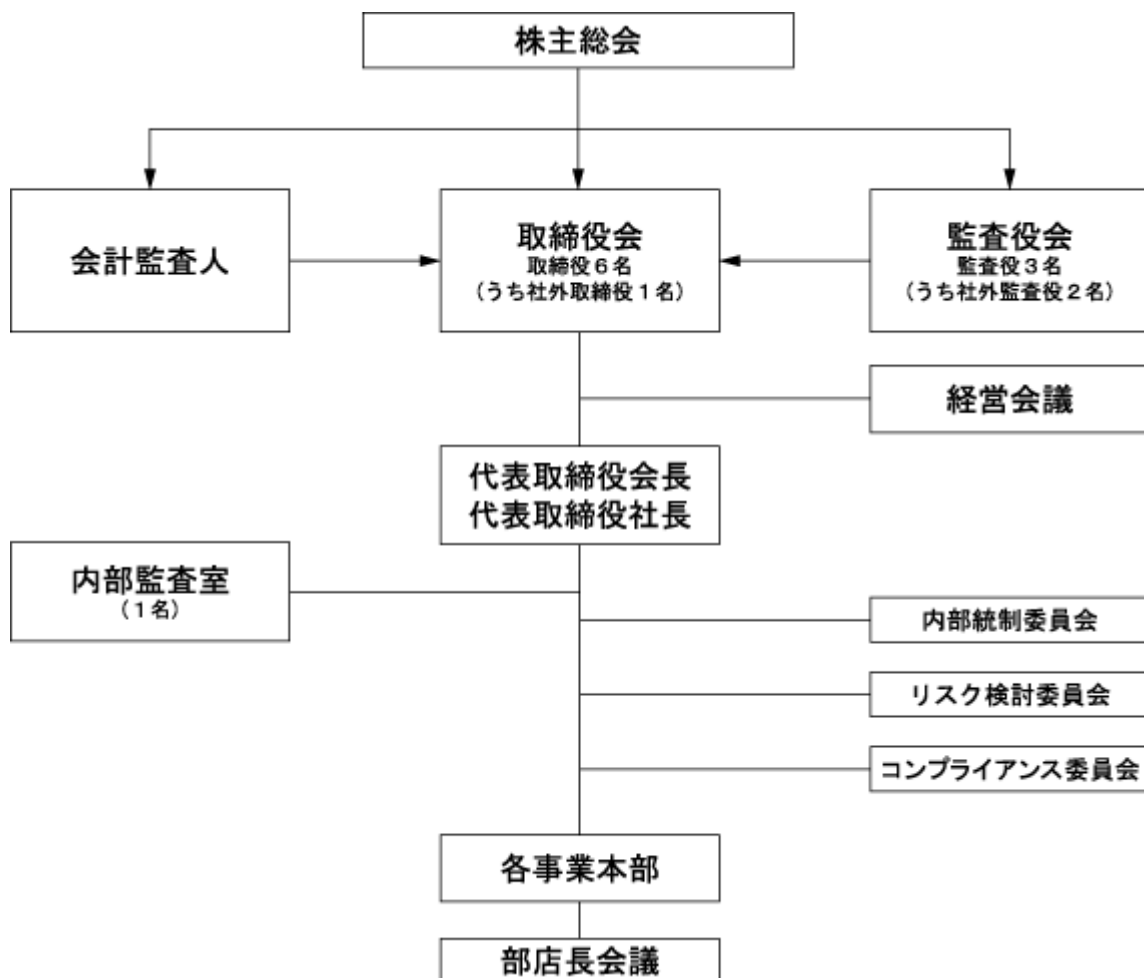 株主総会
会計監査人
取締役会
取締役6名
(うち社外取締役1名)
監査役会
監査役3名
(うち社外監査役2名)
経営会議
代表取締役会長
代表取締役社長
内部監査室
(1名)
内部統制委員会
リスク検討委員会
コンプライアンス委員会
各事業本部
部店長会議